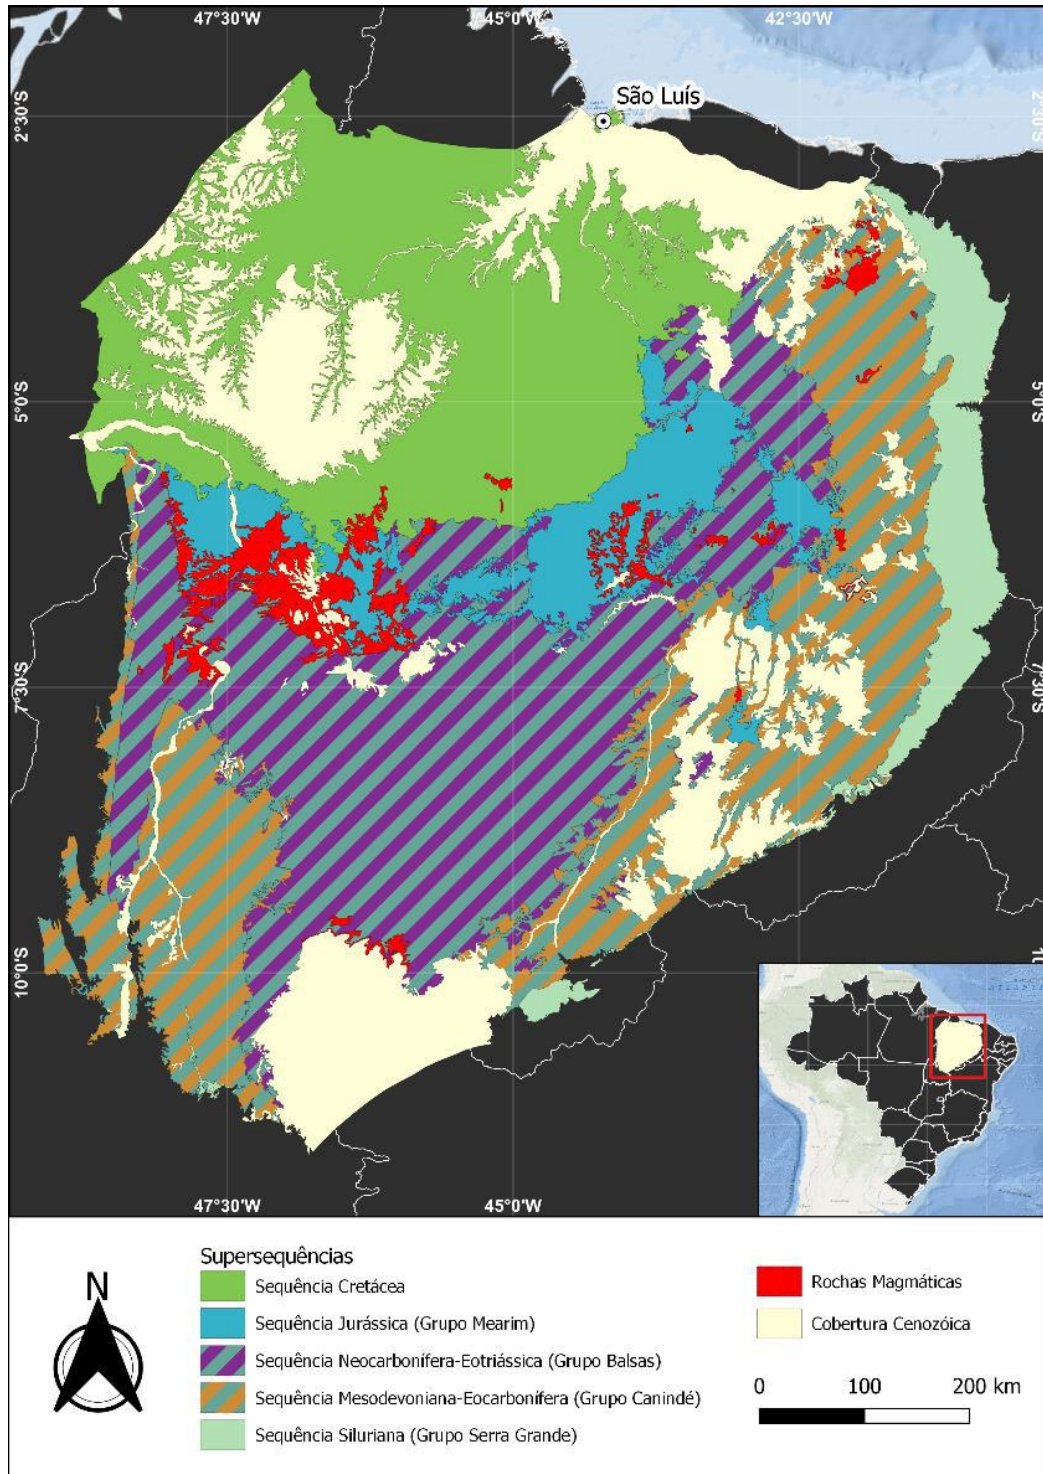 47°30'W 45°0'W 42°30'W
São Luís
2°30'S 2°30'S
5°0'S 5°0'S
7°30'S 7°30'S
10°0'S 10
47°30'W 45°0'W
N
Supersequências
Sequência Cretácea
Sequência Jurássica (Grupo Mearim)
Sequência Neocarbonífera-Eotriássica (Grupo Balsas)
Sequência Mesodevoniana-Eocarbonífera (Grupo Canindé)
Sequência Siluriana (Grupo Serra Grande)
Rochas Magmáticas
Cobertura Cenozóica
0 100 200 km